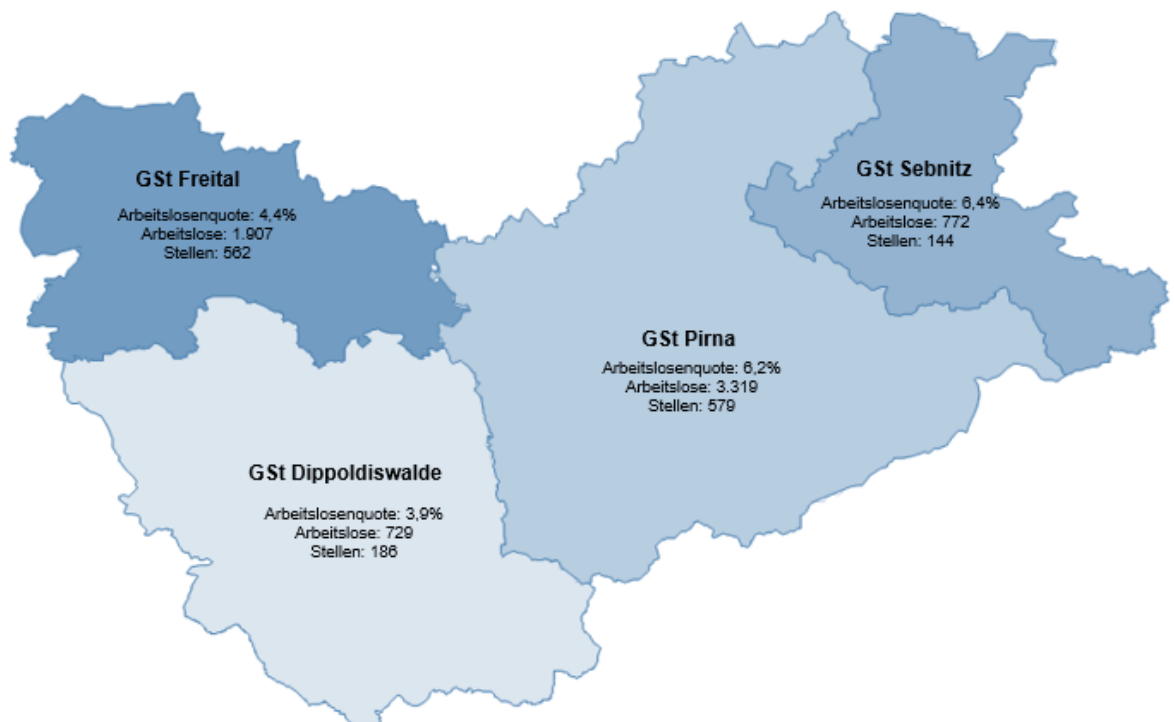 GSt Freital
Arbeitslosenquote: 4,4%
Arbeitslose: 1.907
Stellen: 562
GSt Sebnitz
Arbeitslosenquote: 6,4%
Arbeitslose: 772
Stellen: 144
GSt Pirna
Arbeitslosenquote: 6,2%
Arbeitslose: 3.319
Stellen: 579
GSt Dippoldiswalde
Arbeitslosenquote: 3,9%
Arbeitslose: 729
Stellen: 186